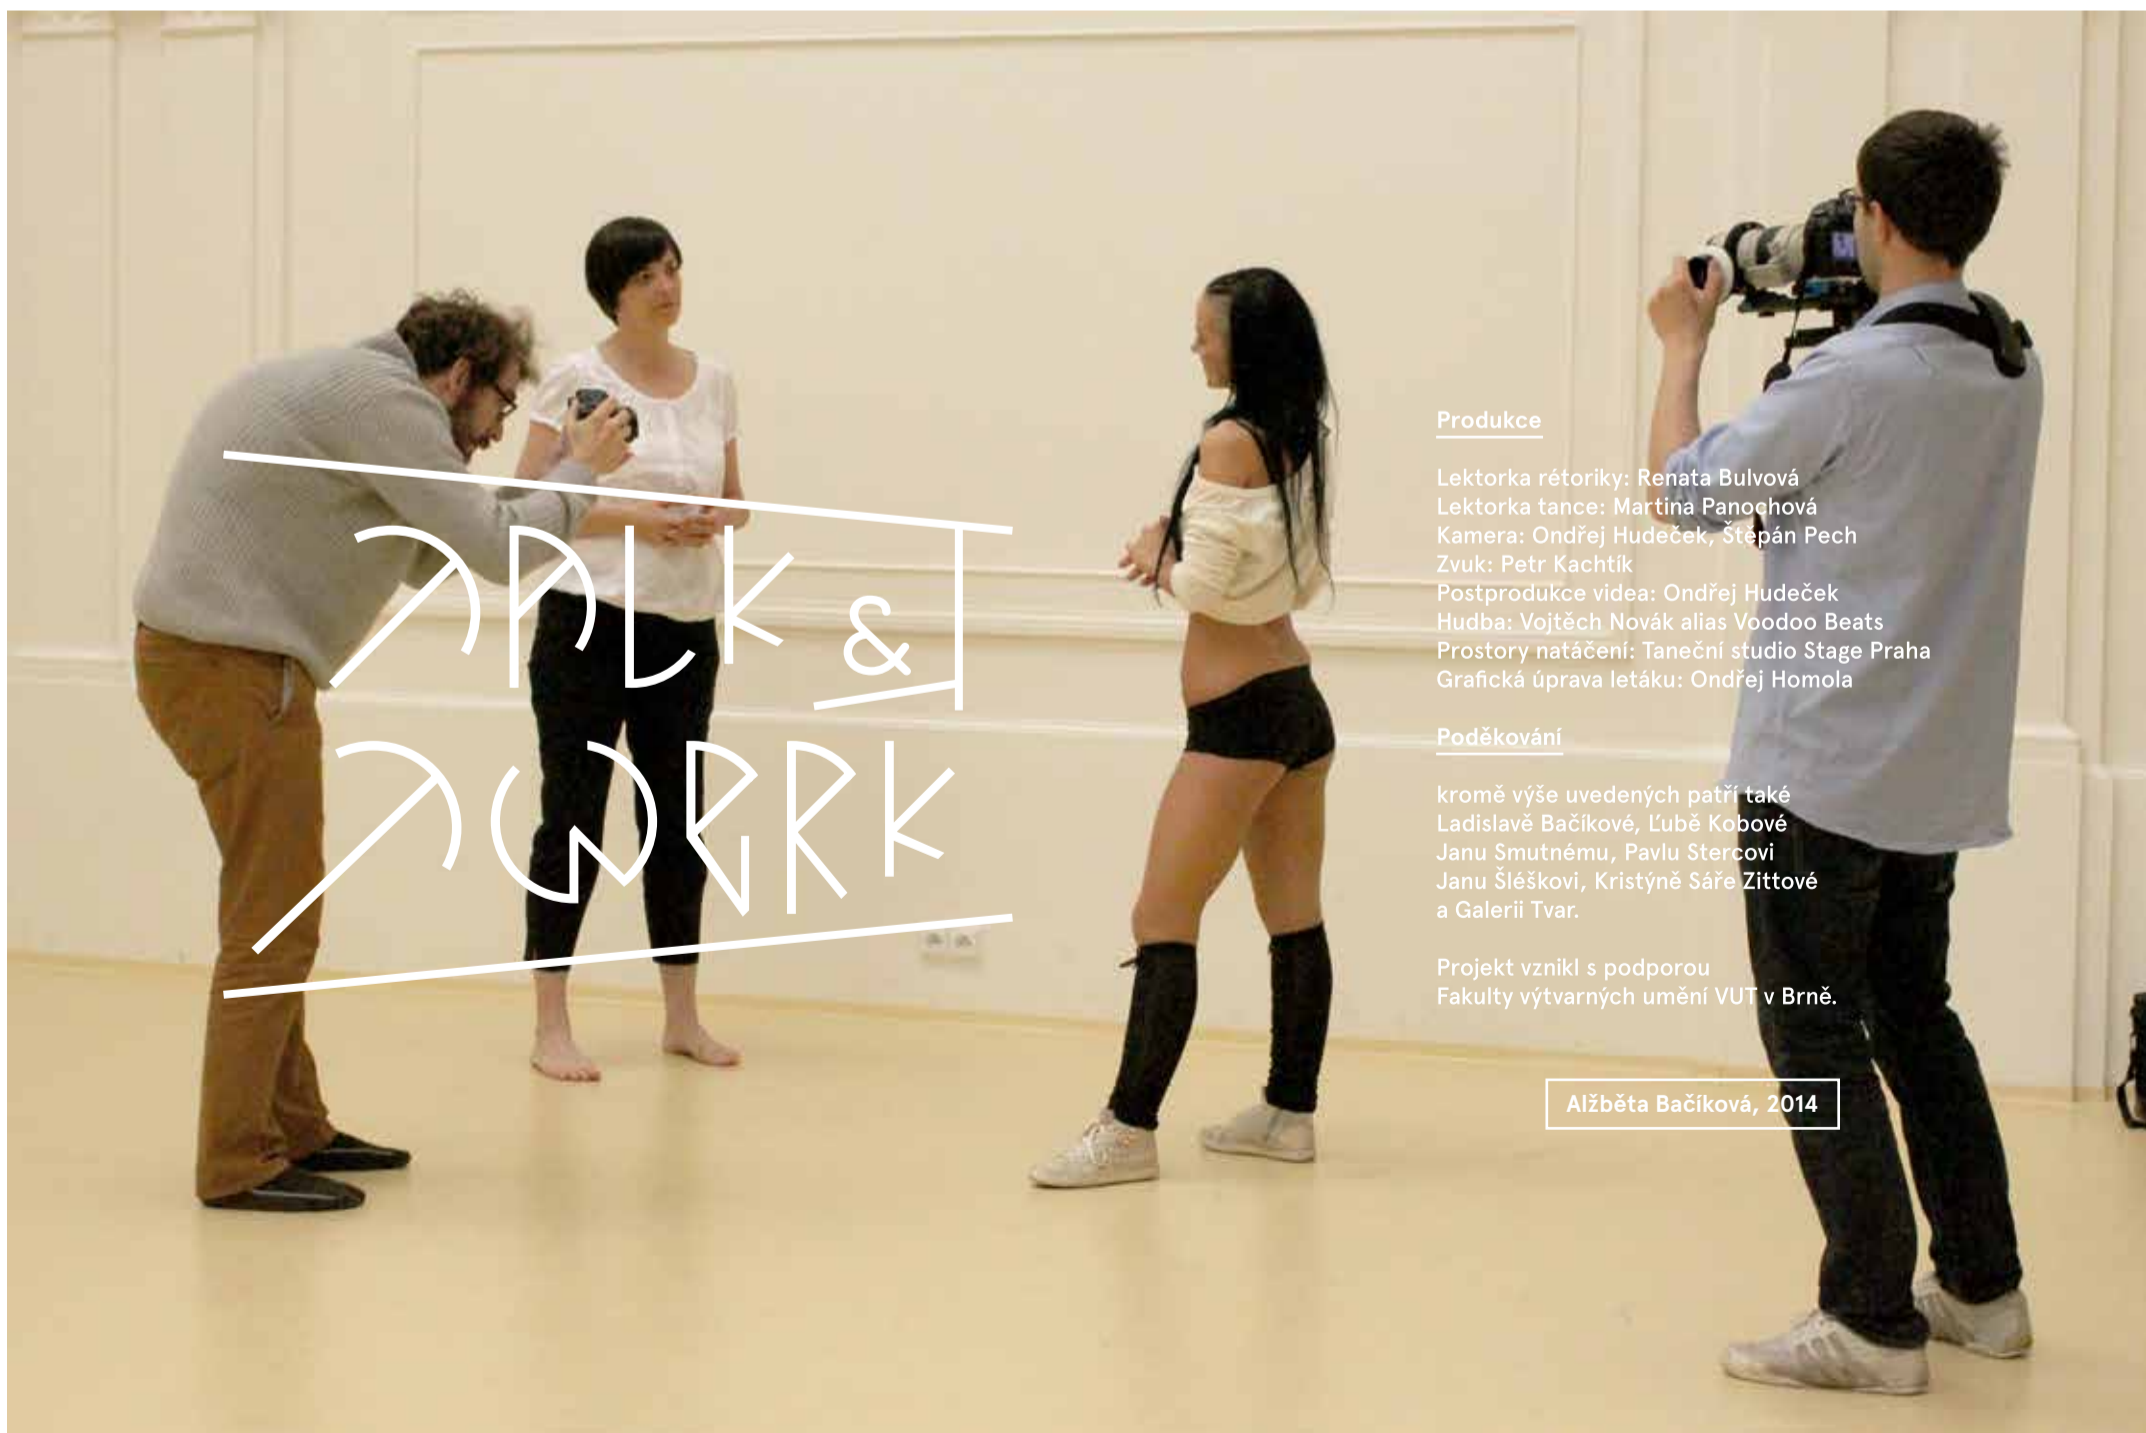 TALK &
TWERK
Produkce
Lektorka rétoriky: Renata Bulvová
Lektorka tance: Martina Panochová
Kamera: Ondřej Hudeček, Štěpán Pech
Zvuk: Petr Kachtík
Postprodukce videa: Ondřej Hudeček
Hudba: Vojtěch Novák alias Voodoo Beats
Prostory natáčení: Taneční studio Stage Praha
Grafická úprava letáku: Ondřej Homola
Poděkování
kromě výše uvedených patří také
Ladislavě Bačíkové, Ľubě Kobové
Janu Smutnému, Pavlu Stercovi
Janu Šléškovi, Kristýně Sáře Zittové
a Galerii Tvar.
Projekt vznikl s podporou
Fakulty výtvarných umění VUT v Brně.
Alžběta Bačíková, 2014